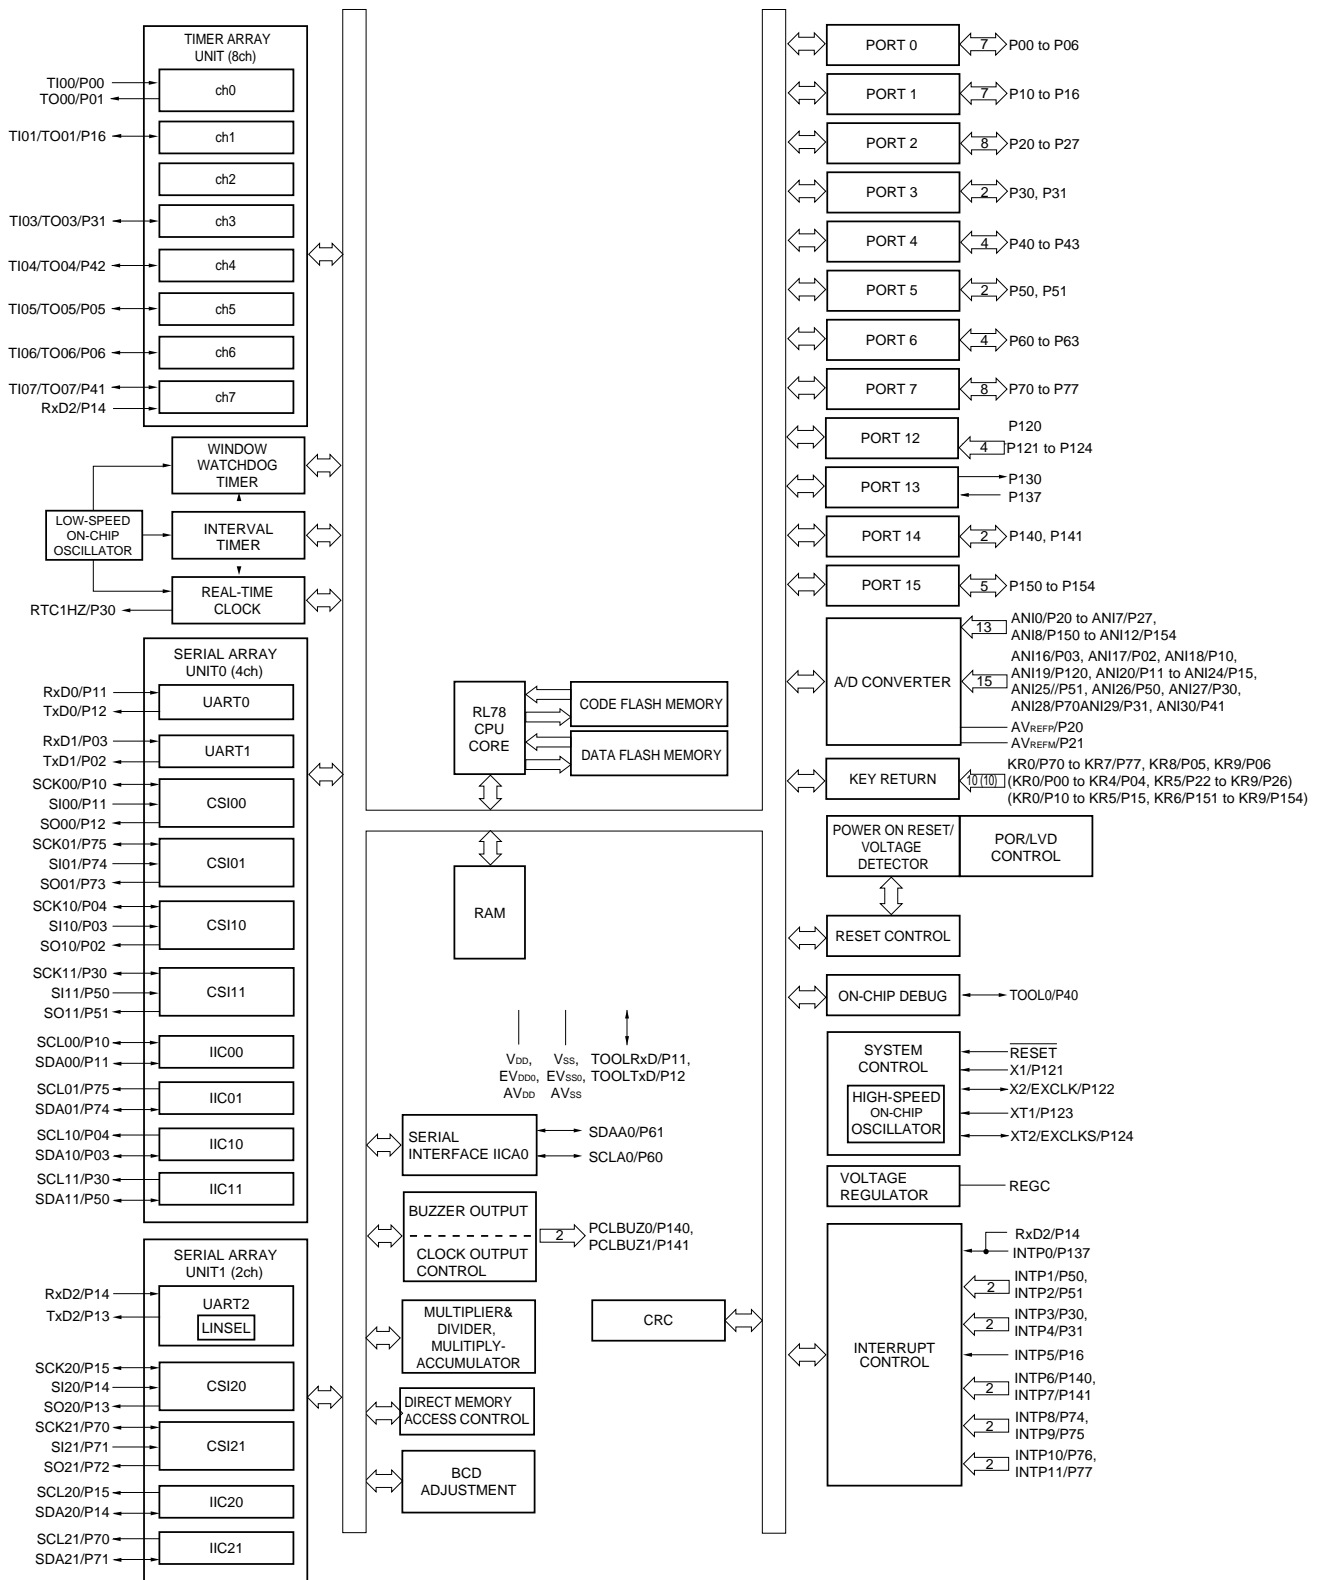 TIMER ARRAY
UNIT (8ch)
TI00/P00
TO00/P01
ch0
TI01/TO01/P16
ch1
ch2
TI03/TO03/P31
ch3
TI04/TO04/P42
ch4
TI05/TO05/P05
ch5
TI06/TO06/P06
ch6
TI07/TO07/P41
RxD2/P14
ch7
WINDOW
WATCHDOG
TIMER
LOW-SPEED
ON-CHIP
OSCILLATOR
INTERVAL
TIMER
REAL-TIME
CLOCK
RTC1HZ/P30
SERIAL ARRAY
UNIT0 (4ch)
RxD0/P11
TxD0/P12
UART0
RxD1/P03
TxD1/P02
UART1
SCK00/P10
SI00/P11
SO00/P12
CSI00
SCK01/P75
SI01/P74
SO01/P73
CSI01
SCK10/P04
SI10/P03
SO10/P02
CSI10
SCK11/P30
SI11/P50
SO11/P51
CSI11
SCL00/P10
SDA00/P11
IIC00
SCL01/P75
SDA01/P74
IIC01
SCL10/P04
SDA10/P03
IIC10
SCL11/P30
SDA11/P50
IIC11
SERIAL ARRAY
UNIT1 (2ch)
RxD2/P14
TxD2/P13
UART2
LINSEL
SCK20/P15
SI20/P14
SO20/P13
CSI20
SCK21/P70
SI21/P71
SO21/P72
CSI21
SCL20/P15
SDA20/P14
IIC20
SCL21/P70
SDA21/P71
IIC21
RL78
CPU
CORE
CODE FLASH MEMORY
DATA FLASH MEMORY
RAM
VDD,
EVDD0,
AVDD
VSS,
EVSS0,
AVSS
TOOLRxD/P11,
TOOLTxD/P12
SERIAL
INTERFACE IICA0
SDAA0/P61
SCLA0/P60
BUZZER OUTPUT
CLOCK OUTPUT
CONTROL
2
PCLBUZ0/P140,
PCLBUZ1/P141
MULTIPLIER&
DIVIDER,
MULITIPLY-
ACCUMULATOR
DIRECT MEMORY
ACCESS CONTROL
BCD
ADJUSTMENT
CRC
PORT 0
7
P00 to P06
PORT 1
7
P10 to P16
PORT 2
8
P20 to P27
PORT 3
2
P30, P31
PORT 4
4
P40 to P43
PORT 5
2
P50, P51
PORT 6
4
P60 to P63
PORT 7
8
P70 to P77
PORT 12
P120
4
P121 to P124
PORT 13
P130
P137
PORT 14
2
P140, P141
PORT 15
5
P150 to P154
A/D CONVERTER
13
ANI0/P20 to ANI7/P27,
ANI8/P150 to ANI12/P154
15
ANI16/P03, ANI17/P02, ANI18/P10,
ANI19/P120, ANI20/P11 to ANI24/P15,
ANI25//P51, ANI26/P50, ANI27/P30,
ANI28/P70ANI29/P31, ANI30/P41
AVREFP/P20
AVREFM/P21
KEY RETURN
10 (10)
KR0/P70 to KR7/P77, KR8/P05, KR9/P06
(KR0/P00 to KR4/P04, KR5/P22 to KR9/P26)
(KR0/P10 to KR5/P15, KR6/P151 to KR9/P154)
POWER ON RESET/
VOLTAGE
DETECTOR
POR/LVD
CONTROL
RESET CONTROL
ON-CHIP DEBUG
TOOL0/P40
SYSTEM
CONTROL
HIGH-SPEED
ON-CHIP
OSCILLATOR
RESET
X1/P121
X2/EXCLK/P122
XT1/P123
XT2/EXCLKS/P124
VOLTAGE
REGULATOR
REGC
INTERRUPT
CONTROL
RxD2/P14
INTP0/P137
2
INTP1/P50,
INTP2/P51
2
INTP3/P30,
INTP4/P31
INTP5/P16
2
INTP6/P140,
INTP7/P141
2
INTP8/P74,
INTP9/P75
2
INTP10/P76,
INTP11/P77